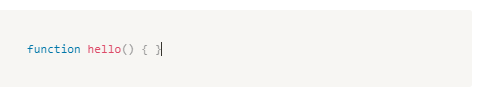 function hello() { }